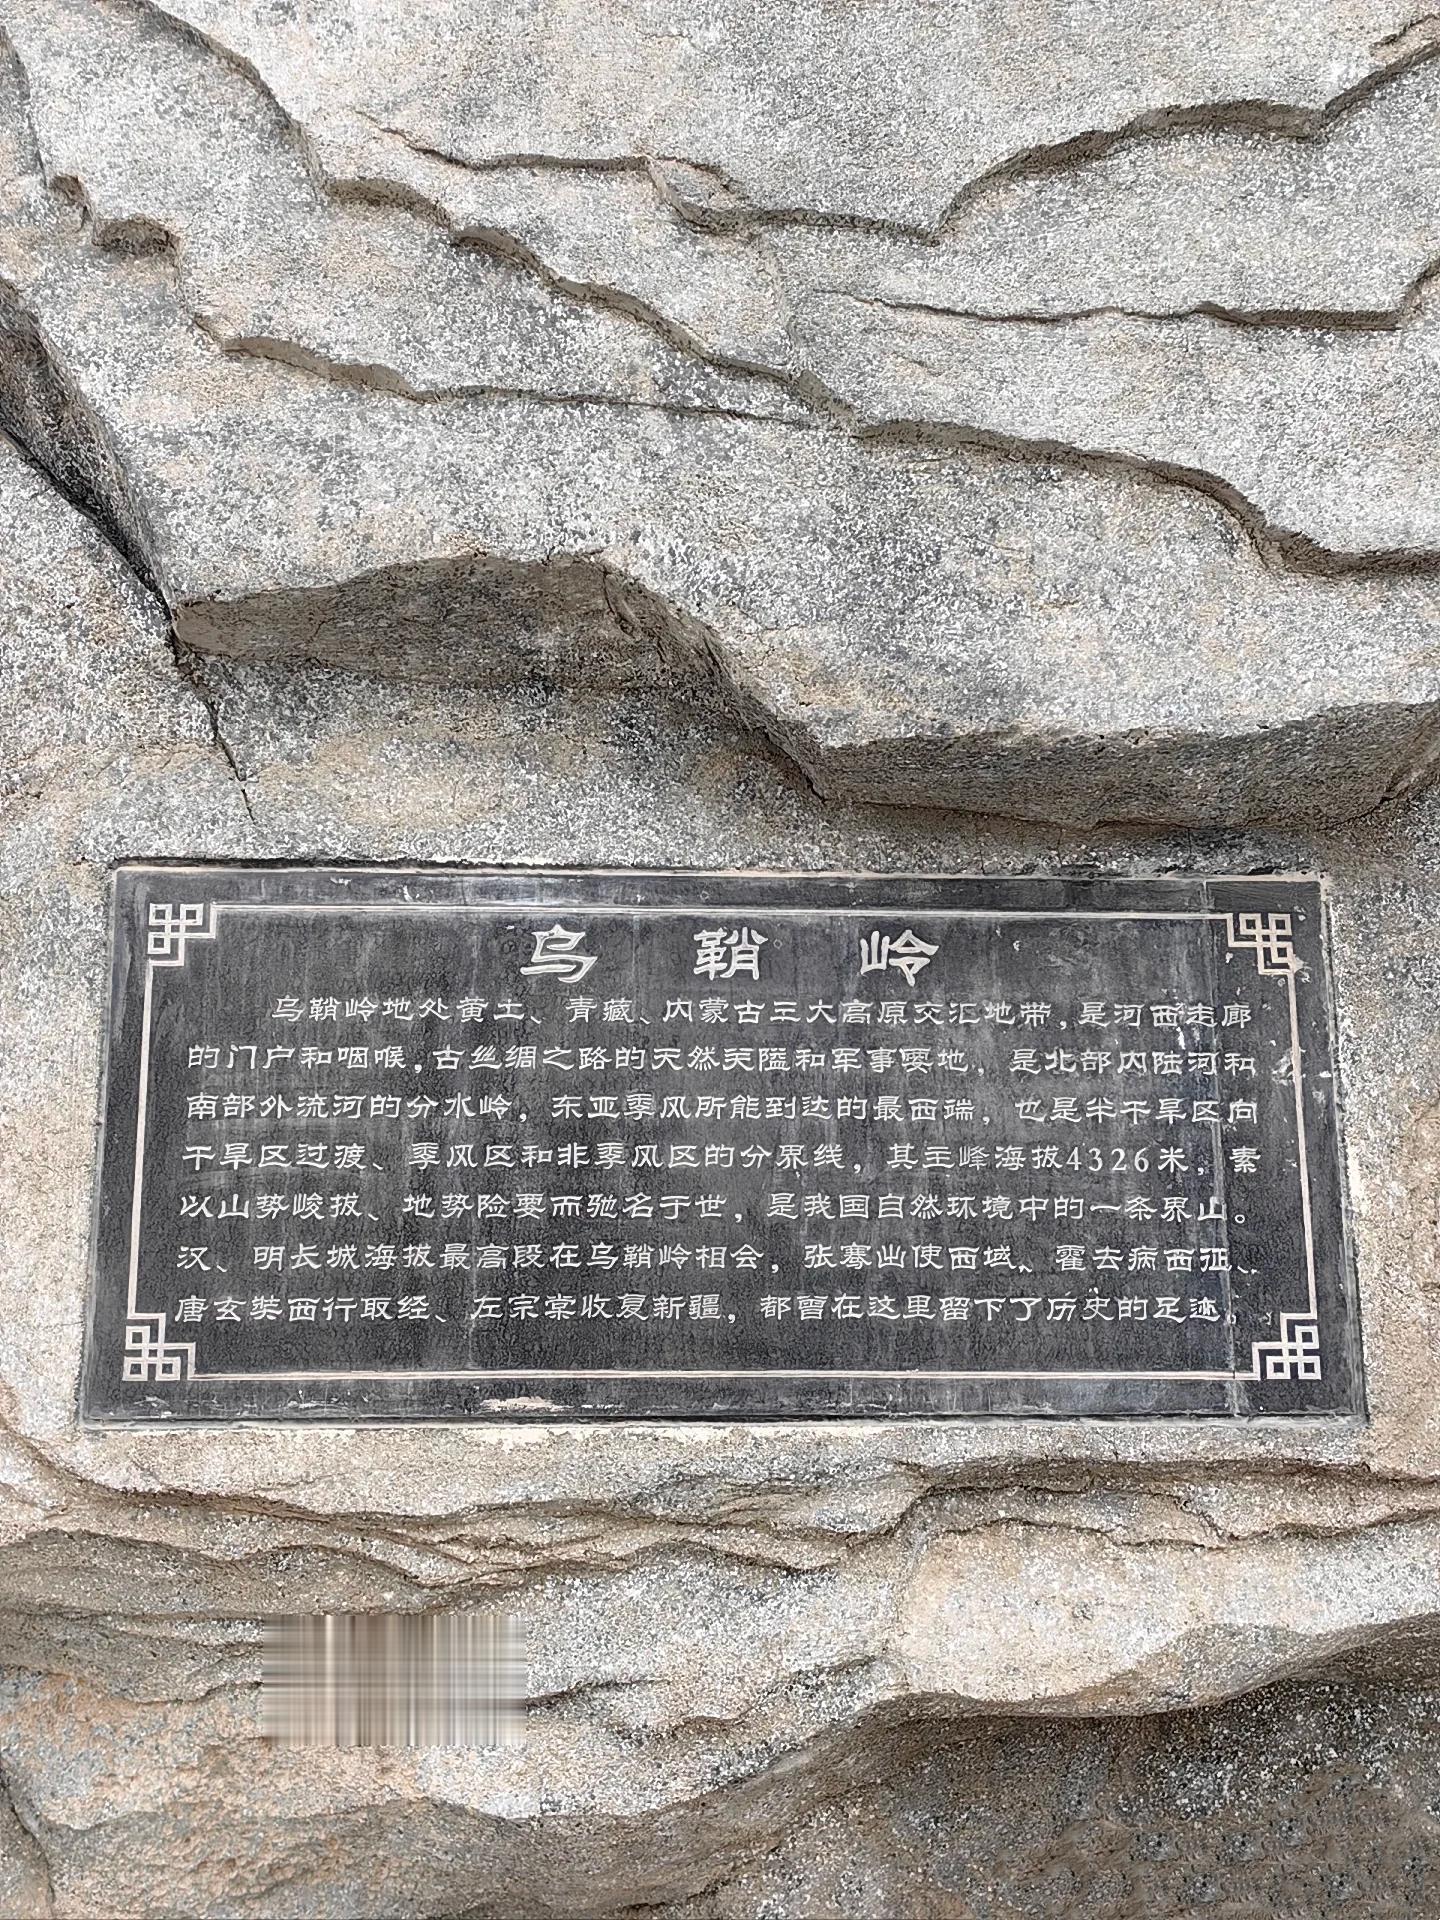 乌鞘岭
乌鞘岭地处黄土、青藏、内蒙古三大高原交汇地带，是河西走廊
的门户和咽喉，古丝绸之路的天然天隘和军事要地，是北部内陆河和
南部外流河的分水岭，东亚季风所能到达的最西端，也是半干旱区向
干旱区过渡、季风区和非季风区的分界线，其主峰海拔4326米，素
以山势峻拔、地势险要而驰名于世，是我国自然环境中的一条界山。
汉、明长城海拔最高段在乌鞘岭相会，张骞出使西域、霍去病西征、
唐玄奘西行取经、左宗棠收复新疆，都曾在这里留下了历史的足迹。